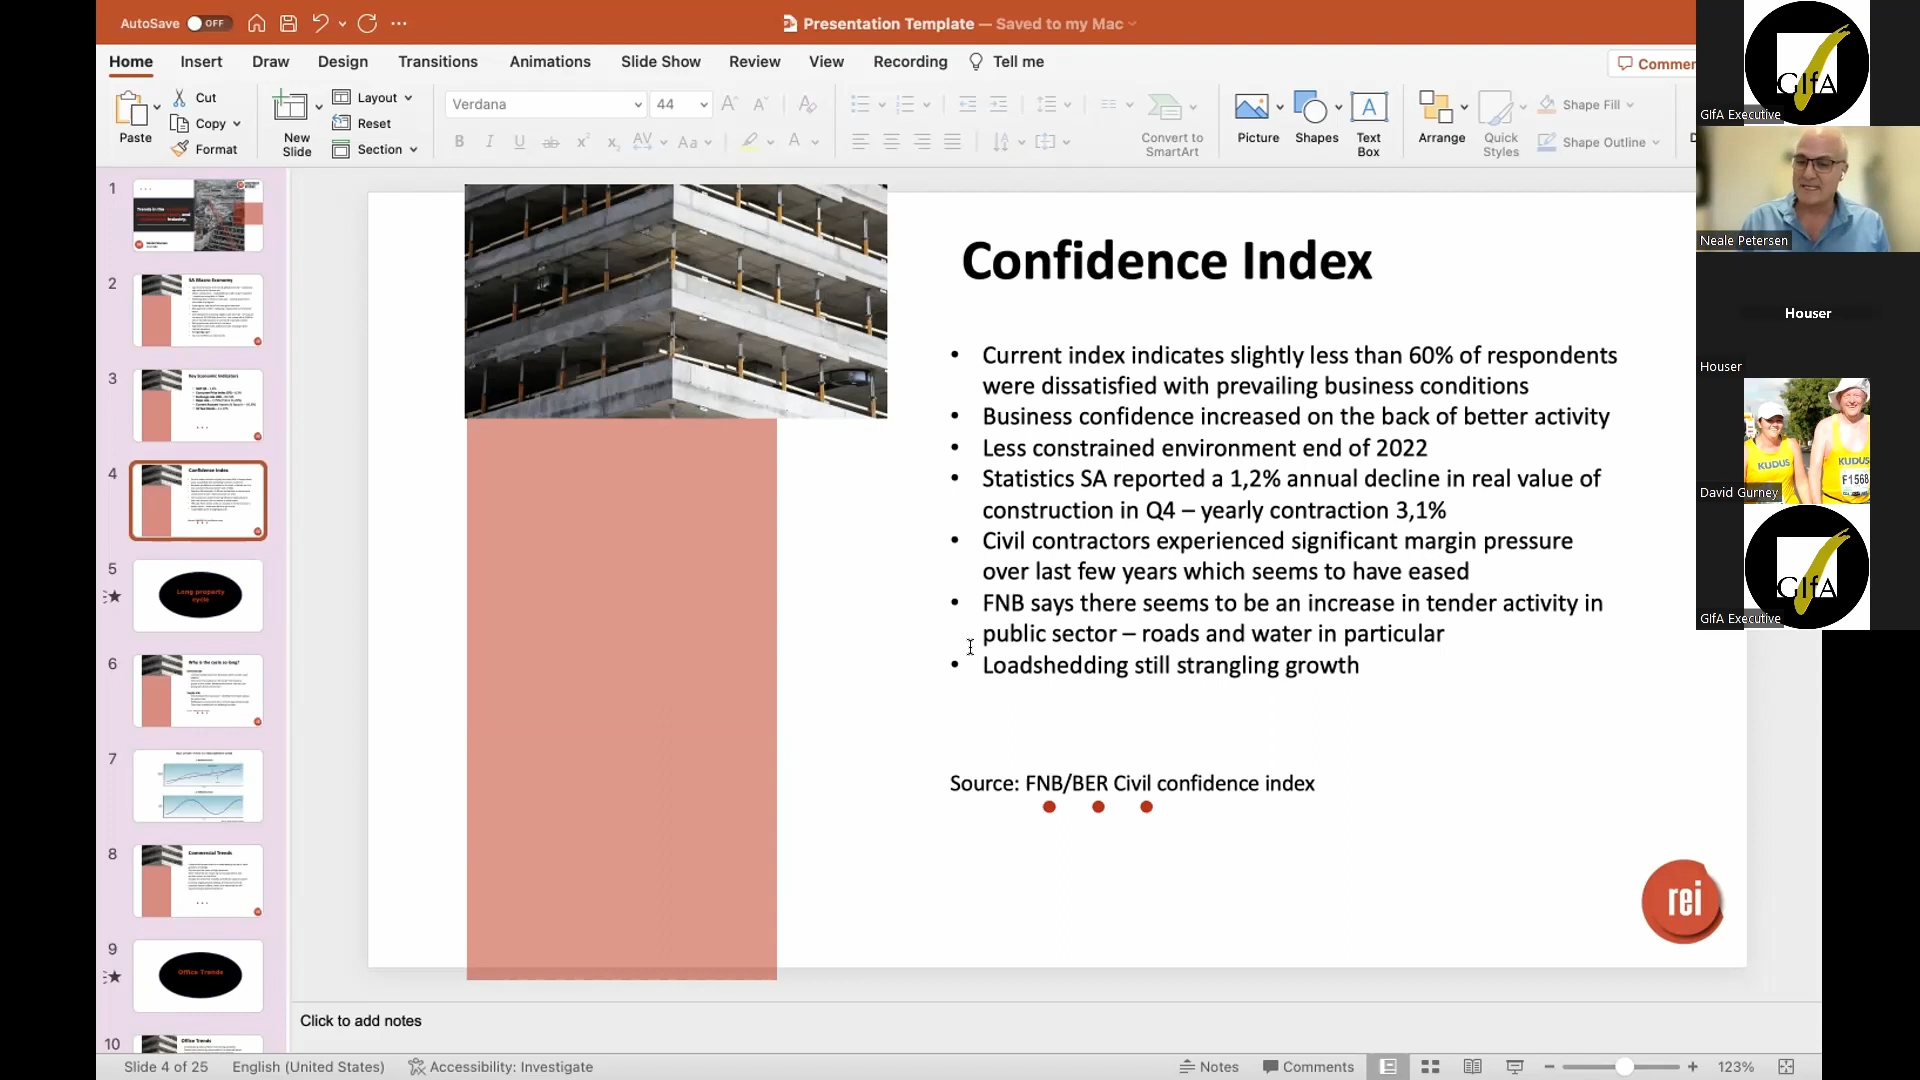 AutoSave OFF
Presentation Template — Saved to my Mac
Home Insert Draw Design Transitions Animations Slide Show Review View Recording Tell me
Paste
Cut
Copy
Format
New
Slide
Layout
Reset
Section
Verdana 44
Convert to
SmartArt
Picture
Shapes
Text
Box
Arrange
Quick
Styles
Shape Fill
Shape Outline
GIfA
GIfA Executive
Neale Petersen
Houser
Houser
KUDUS
KUDUS
F1568
David Gurney
GIfA
GIfA Executive
1
2
SA Macro Economy
3
Key Economic Indicators
4
Confidence Index
5
Long property
cycle
6
Why is the cycle so long?
7
8
Commercial Trends
9
Office Trends
10
Office Trends
Confidence Index
• Current index indicates slightly less than 60% of respondents
were dissatisfied with prevailing business conditions
• Business confidence increased on the back of better activity
• Less constrained environment end of 2022
• Statistics SA reported a 1,2% annual decline in real value of
construction in Q4 – yearly contraction 3,1%
• Civil contractors experienced significant margin pressure
over last few years which seems to have eased
• FNB says there seems to be an increase in tender activity in
public sector – roads and water in particular
• Loadshedding still strangling growth
Source: FNB/BER Civil confidence index
rei
Click to add notes
Slide 4 of 25 English (United States) Accessibility: Investigate Notes Comments 123%